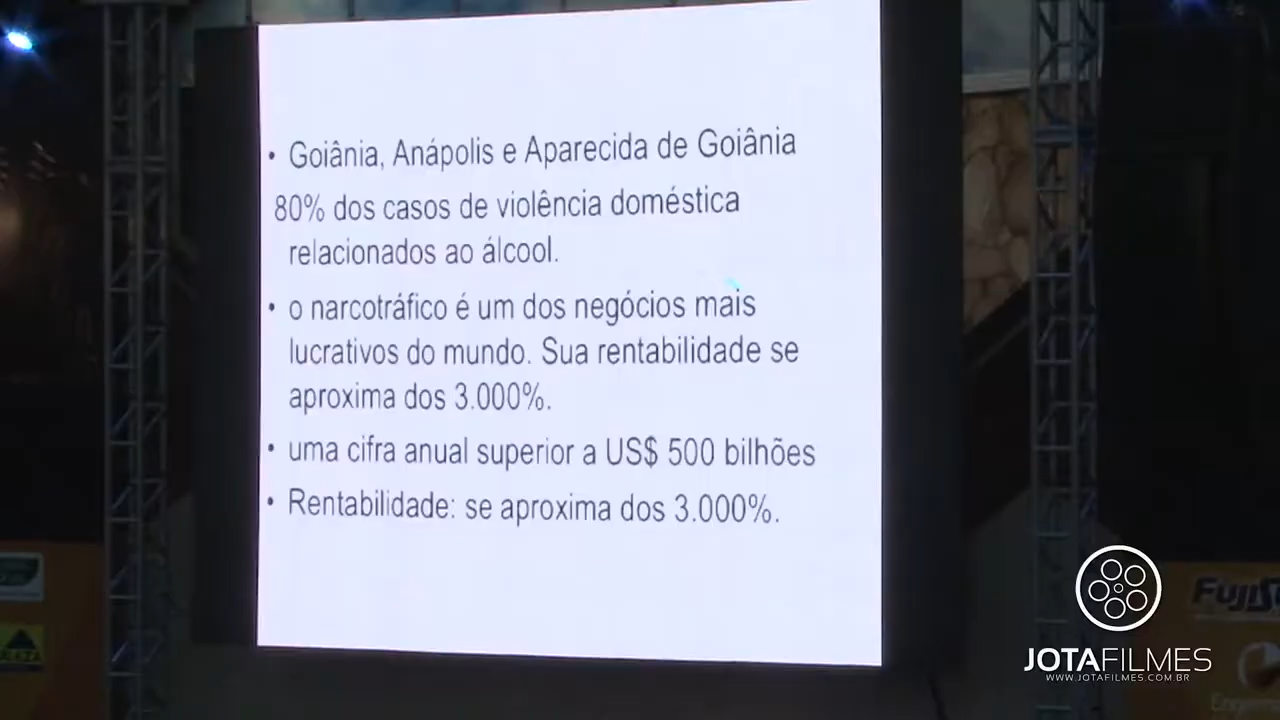 • Goiânia, Anápolis e Aparecida de Goiânia
80% dos casos de violência doméstica
relacionados ao álcool.
• o narcotráfico é um dos negócios mais
lucrativos do mundo. Sua rentabilidade se
aproxima dos 3.000%.
• uma cifra anual superior a US$ 500 bilhões
• Rentabilidade: se aproxima dos 3.000%.
JOTAFILMES
WWW.JOTAFILMES.COM.BR